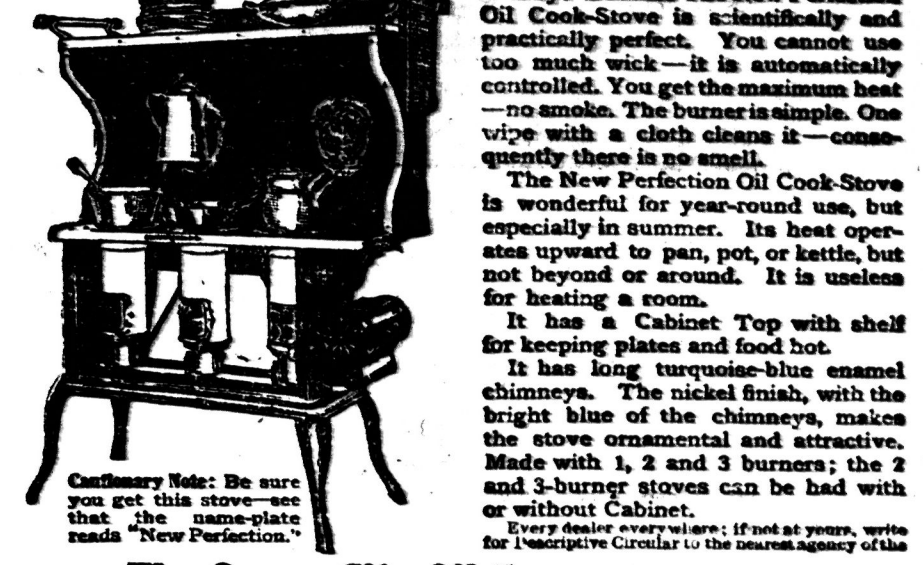 Oil Cook-Stove is scientifically and
practically perfect. You cannot use
too much wick—it is automatically
controlled. You get the maximum heat
—no smoke. The burner is simple. One
wipe with a cloth cleans it—conse-
quently there is no smell.
The New Perfection Oil Cook-Stove
is wonderful for year-round use, but
especially in summer. Its heat oper-
ates upward to pan, pot, or kettle, but
not beyond or around. It is useless
for heating a room.
It has a Cabinet Top with shelf
for keeping plates and food hot.
It has long turquoise-blue enamel
chimneys. The nickel finish, with the
bright blue of the chimneys, makes
the stove ornamental and attractive.
Made with 1, 2 and 3 burners; the 2
and 3-burner stoves can be had with
or without Cabinet.
Every dealer everywhere; if not at yours, write
for Descriptive Circular to the nearest agency of the
Cautionary Note: Be sure
you get this stove—see
that the name-plate
reads "New Perfection."